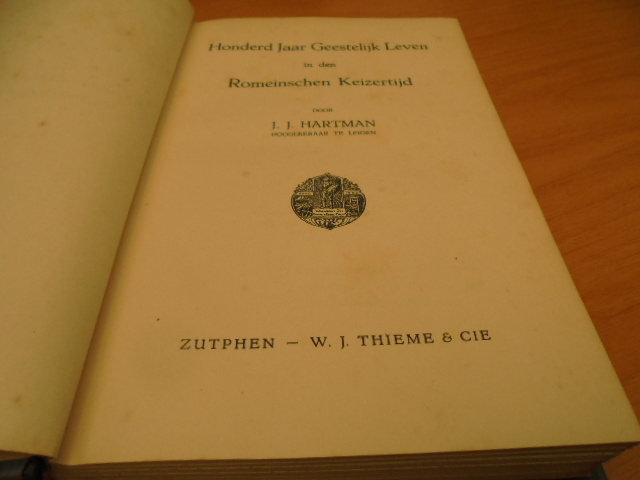 Honderd Jaar Geestelijk Leven
in den
Romeinschen Keizertijd
DOOR
J. J. HARTMAN
HOOGLEERAAR TE LEIDEN
ZUTPHEN — W. J. THIEME & CIE